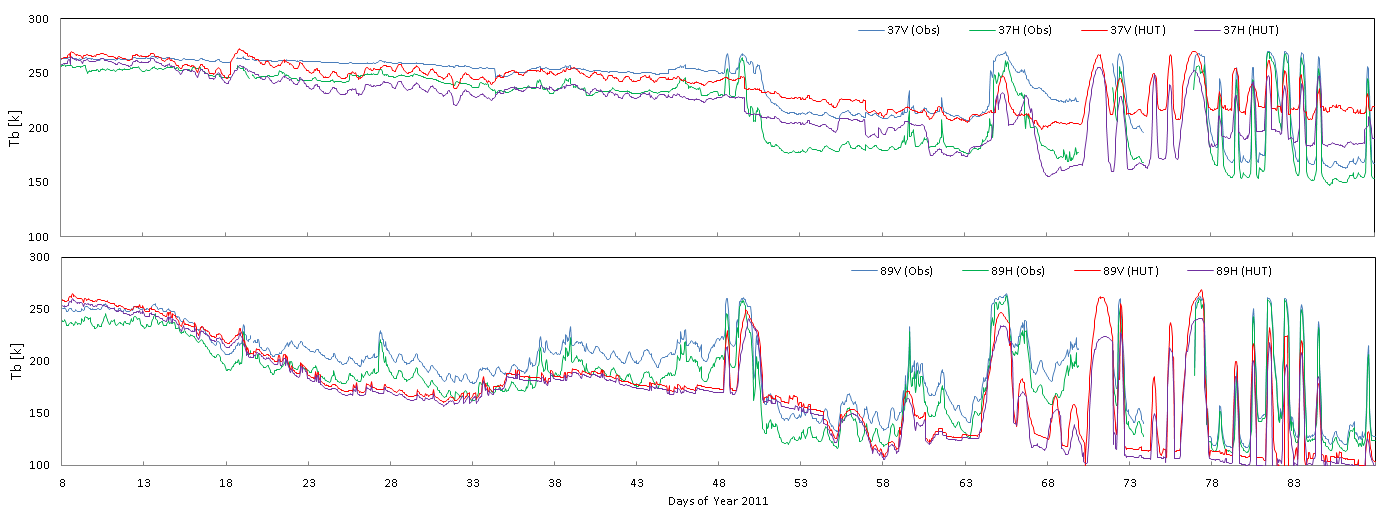 300
37V (Obs) 37H (Obs) 37V (HUT) 37H (HUT)
250
Tb [k]
200
150
100
300
89V (Obs) 89H (Obs) 89V (HUT) 89H (HUT)
250
Tb [k]
200
150
100
8 13 18 23 28 33 38 43 48 53 58 63 68 73 78 83
Days of Year 2011